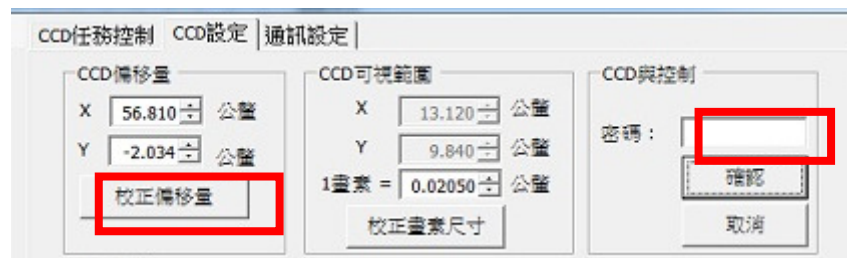 CCD任務控制 CCD設定 通訊設定
CCD偏移量
X 56.810 公釐
Y -2.034 公釐
校正偏移量
CCD可視範圍
X 13.120 公釐
Y 9.840 公釐
1畫素 = 0.02050 公釐
校正畫素尺寸
CCD與控制
密碼：
確認
取消